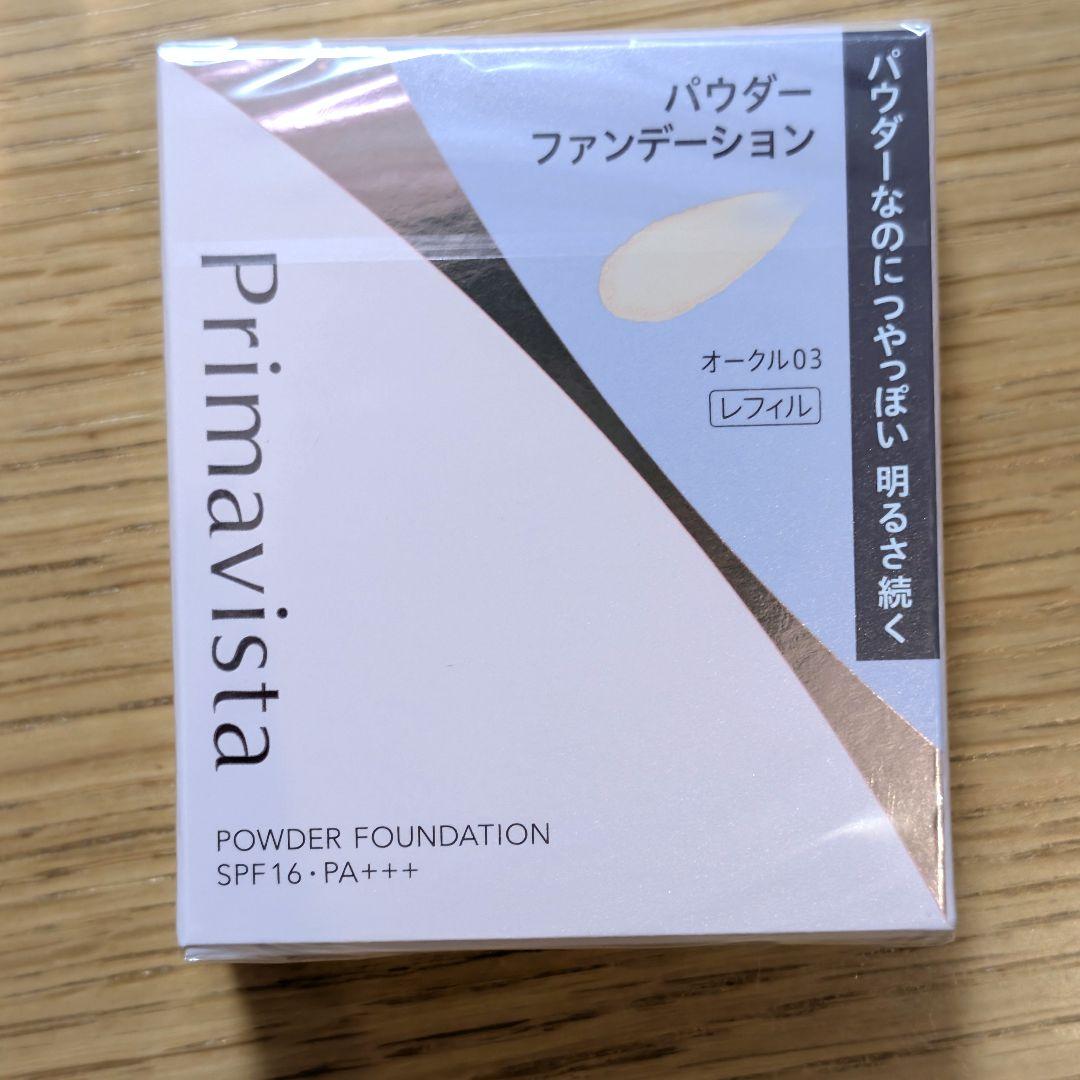 パウダー
ファンデーション
パウダーなのにつやっぽい 明るさ続く
オークル03
レフィル
Primavista
POWDER FOUNDATION
SPF16・PA+++